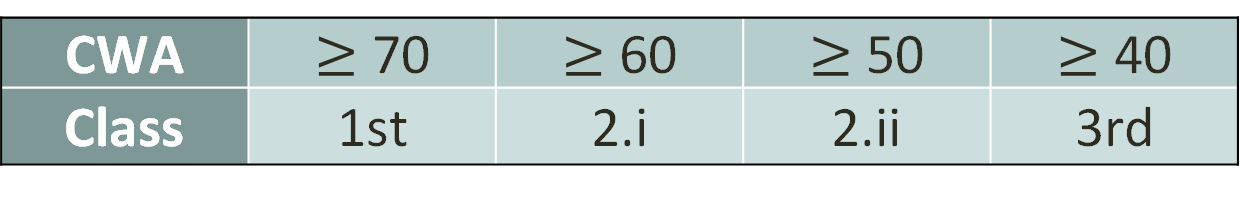 CWA ≥ 70 ≥ 60 ≥ 50 ≥ 40
Class 1st 2.i 2.ii 3rd